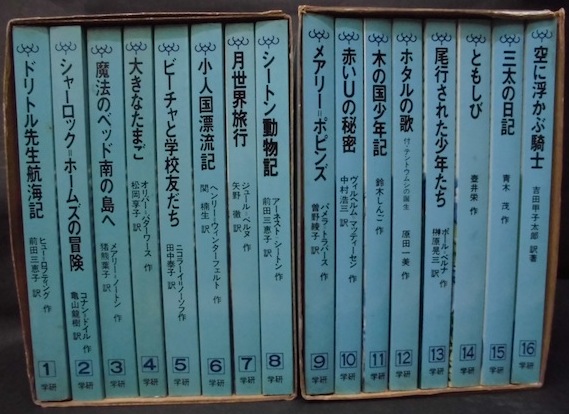 ドリトル先生航海記
ヒュー・ロフティング 作
前田三恵子 訳
1
学研
シャーロック=ホームズの冒険
コナン・ドイル 作
亀山龍樹 訳
2
学研
魔法のベッド南の島へ
メアリー・ノートン 作
猪熊葉子 訳
3
学研
大きなたまご
オリバー・バターワース 作
松岡享子 訳
4
学研
ビーチャと学校友だち
ニコラーイ・ノーソフ 作
田中泰子 訳
5
学研
小人国漂流記
ヘンリー・ウィンターフェルト 作
関楠生 訳
6
学研
月世界旅行
ジュール・ベルヌ 作
矢野徹 訳
7
学研
シートン動物記
アーネスト・シートン 作
前田三恵子 訳
8
学研
メアリー=ポピンズ
パメラ・トラバース 作
曽野綾子 訳
9
学研
赤いUの秘密
ヴィルヘルム・マッティーセン 作
中村浩三 訳
10
学研
木の国少年記
鈴木しんご 作
11
学研
ホタルの歌
付・テントウムシの誕生
原田一美 作
12
学研
尾行された少年たち
ポール・ベルナ 作
榊原晃三 訳
13
学研
ともしび
壷井栄 作
14
学研
三太の日記
青木茂 作
15
学研
空に浮かぶ騎士
吉田甲子太郎 訳著
16
学研